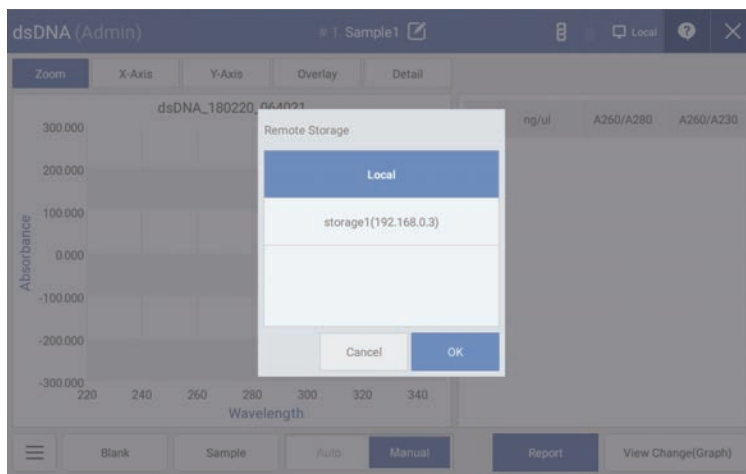 dsDNA (Admin)
# 1. Sample1
Local
?
Zoom
X-Axis
Y-Axis
Overlay
Detail
dsDNA_180220_064021
300.000
200.000
100.000
0.000
-100.000
-200.000
-300.000
Absorbance
220 240 260 280 300 320 340
Wavelength
ng/ul A260/A280 A260/A230
Remote Storage
Local
storage1(192.168.0.3)
Cancel
OK
Blank
Sample
Auto
Manual
Report
View Change(Graph)